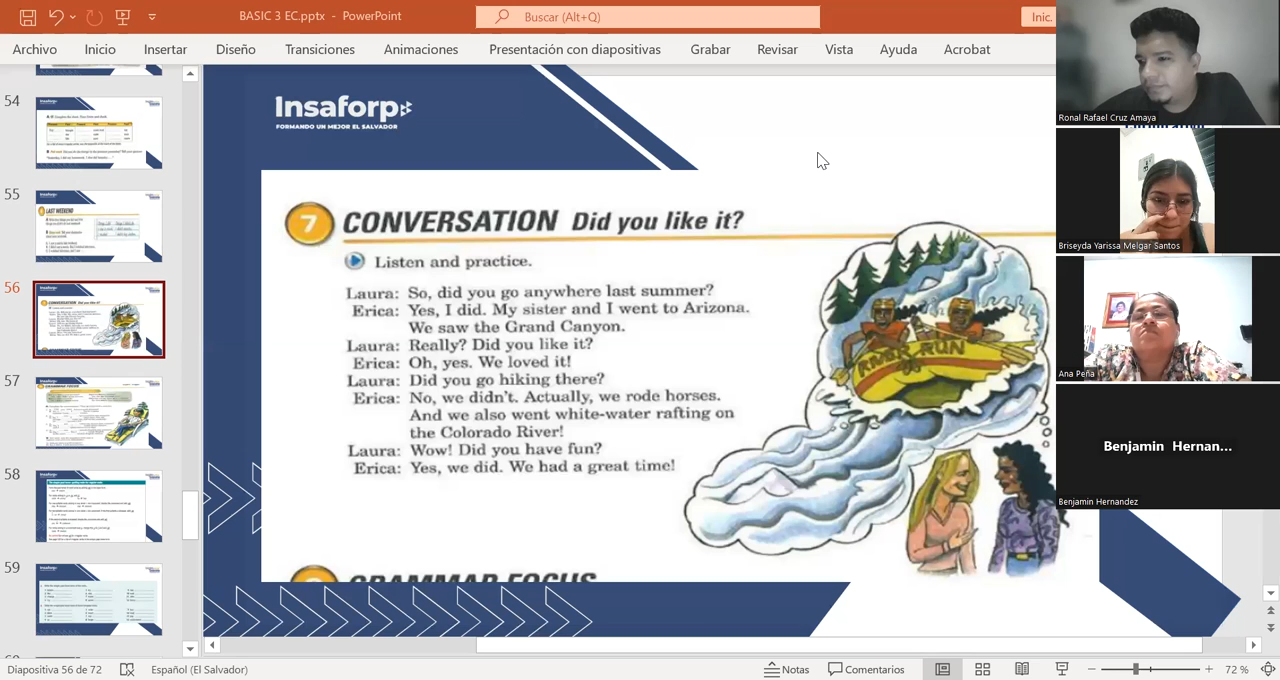 BASIC 3 EC.pptx - PowerPoint
Buscar (Alt+Q)
Inic.
Archivo Inicio Insertar Diseño Transiciones Animaciones Presentación con diapositivas Grabar Revisar Vista Ayuda Acrobat
54
55
LAST WEEKEND
56
57
58
59
Insaforp
FORMANDO UN MEJOR EL SALVADOR
7 CONVERSATION Did you like it?
Listen and practice.
Laura: So, did you go anywhere last summer?
Erica: Yes, I did. My sister and I went to Arizona.
We saw the Grand Canyon.
Laura: Really? Did you like it?
Erica: Oh, yes. We loved it!
Laura: Did you go hiking there?
Erica: No, we didn't. Actually, we rode horses.
And we also went white-water rafting on
the Colorado River!
Laura: Wow! Did you have fun?
Erica: Yes, we did. We had a great time!
RIVER RUN
GRAMMAR FOCUS
Ronal Rafael Cruz Amaya
Briseyda Yarissa Melgar Santos
Ana Peña
Benjamin Hernan...
Benjamin Hernandez
Diapositiva 56 de 72
Español (El Salvador)
Notas
Comentarios
72 %